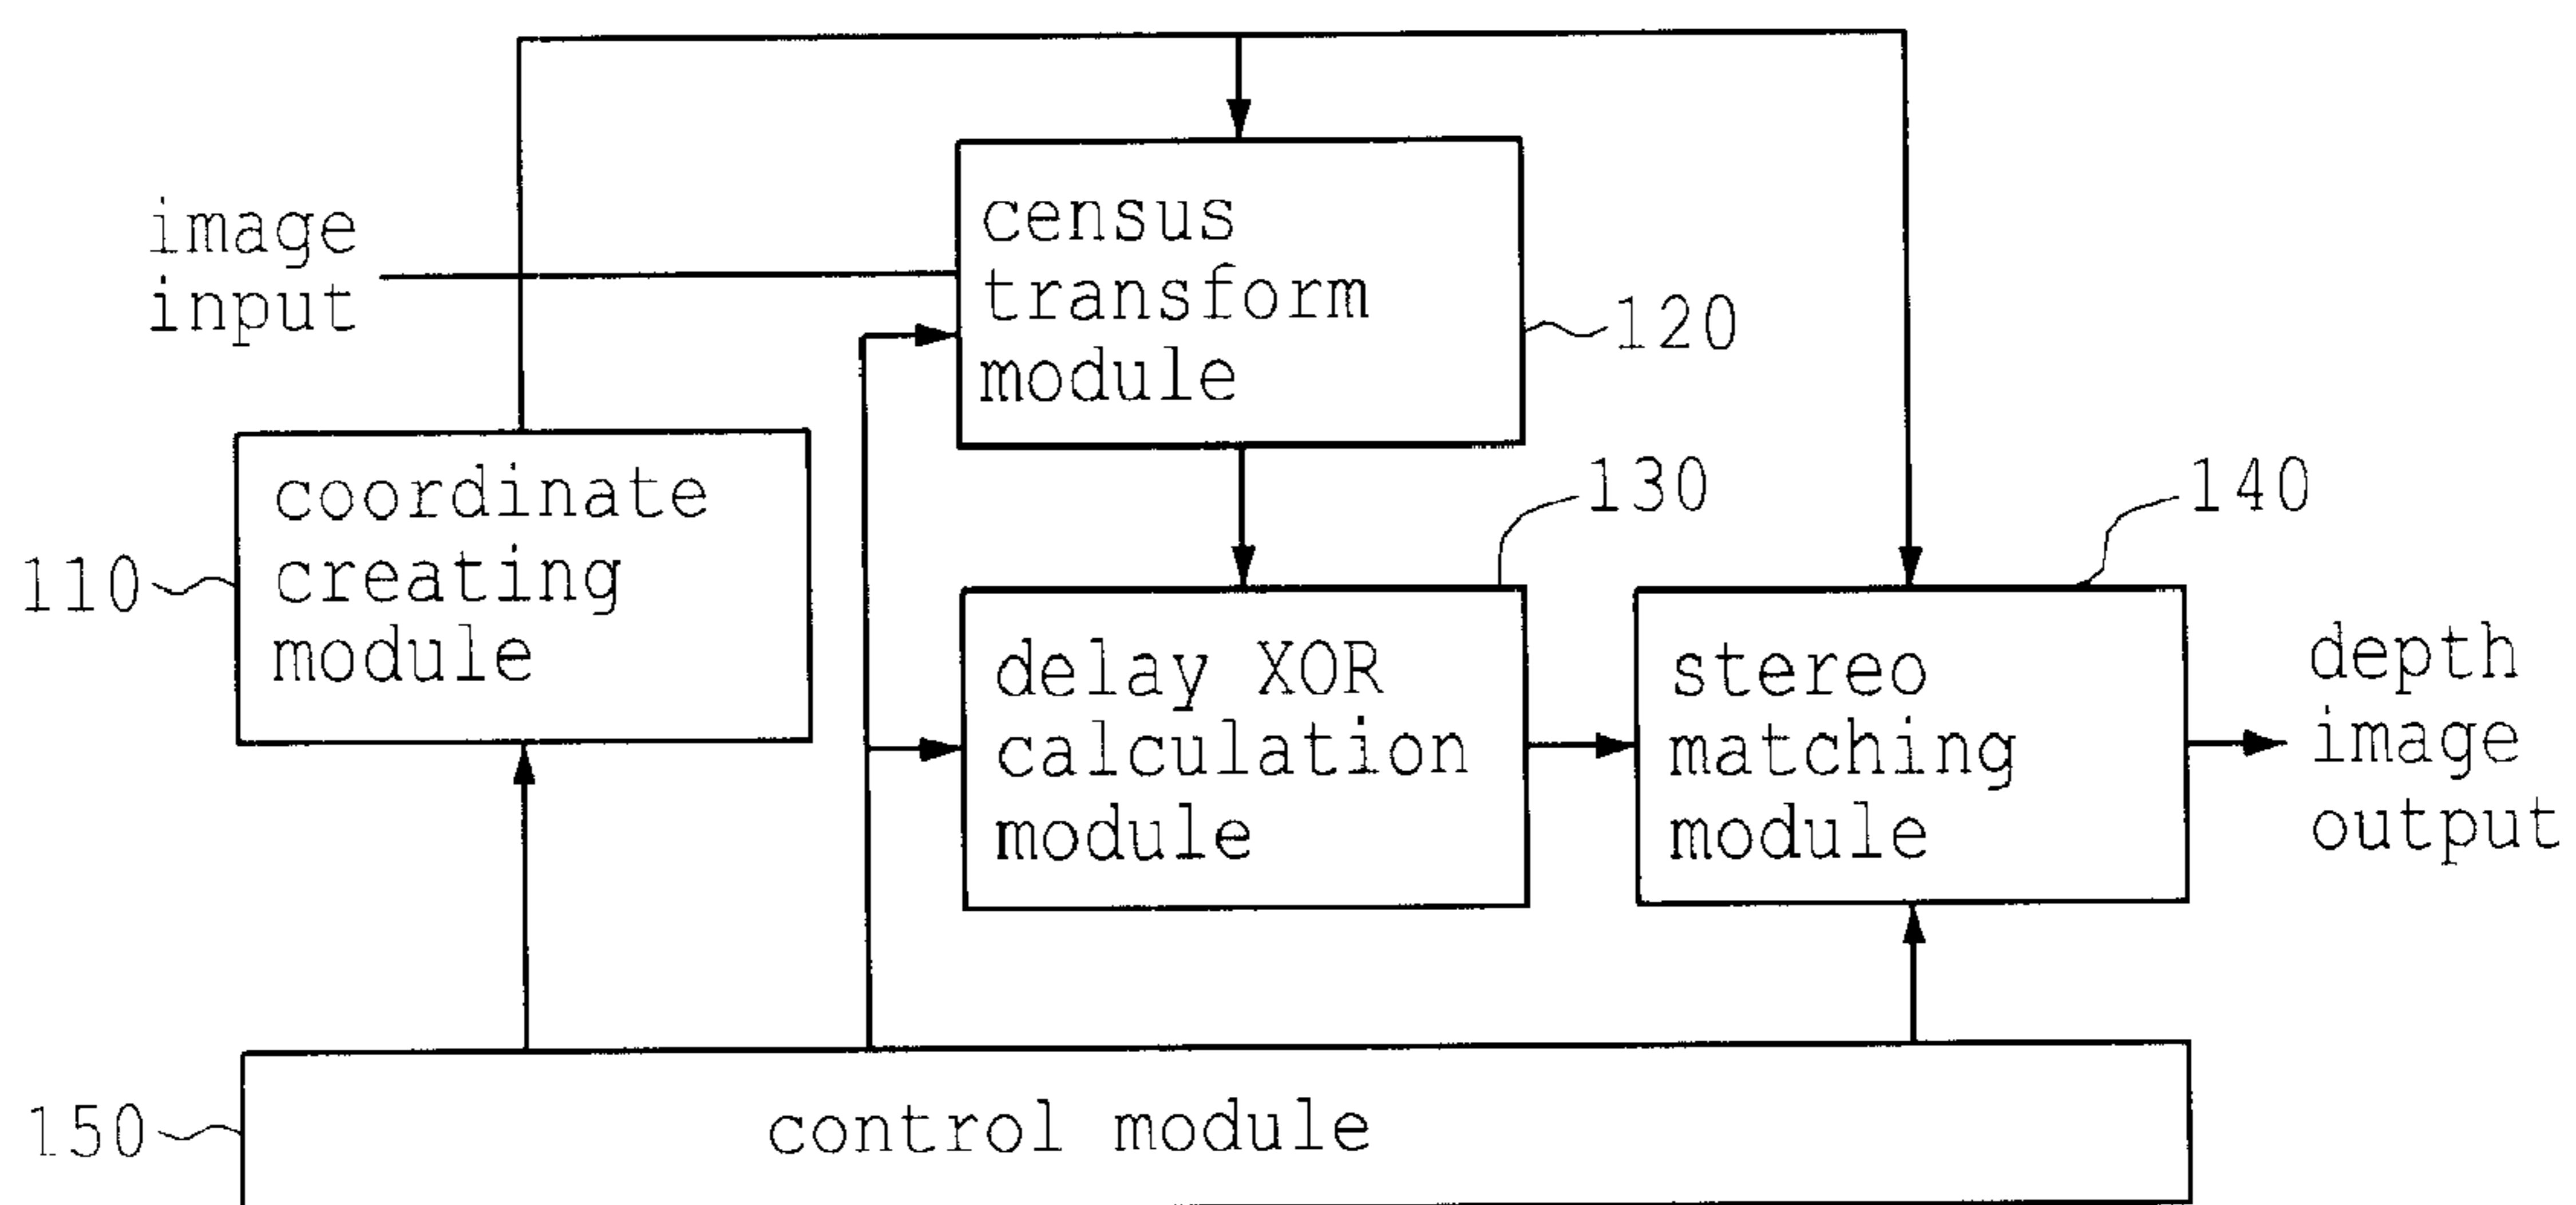 image
input
census
transform
module
120
coordinate
creating
module
110
130
140
delay XOR
calculation
module
stereo
matching
module
depth
image
output
150
control module